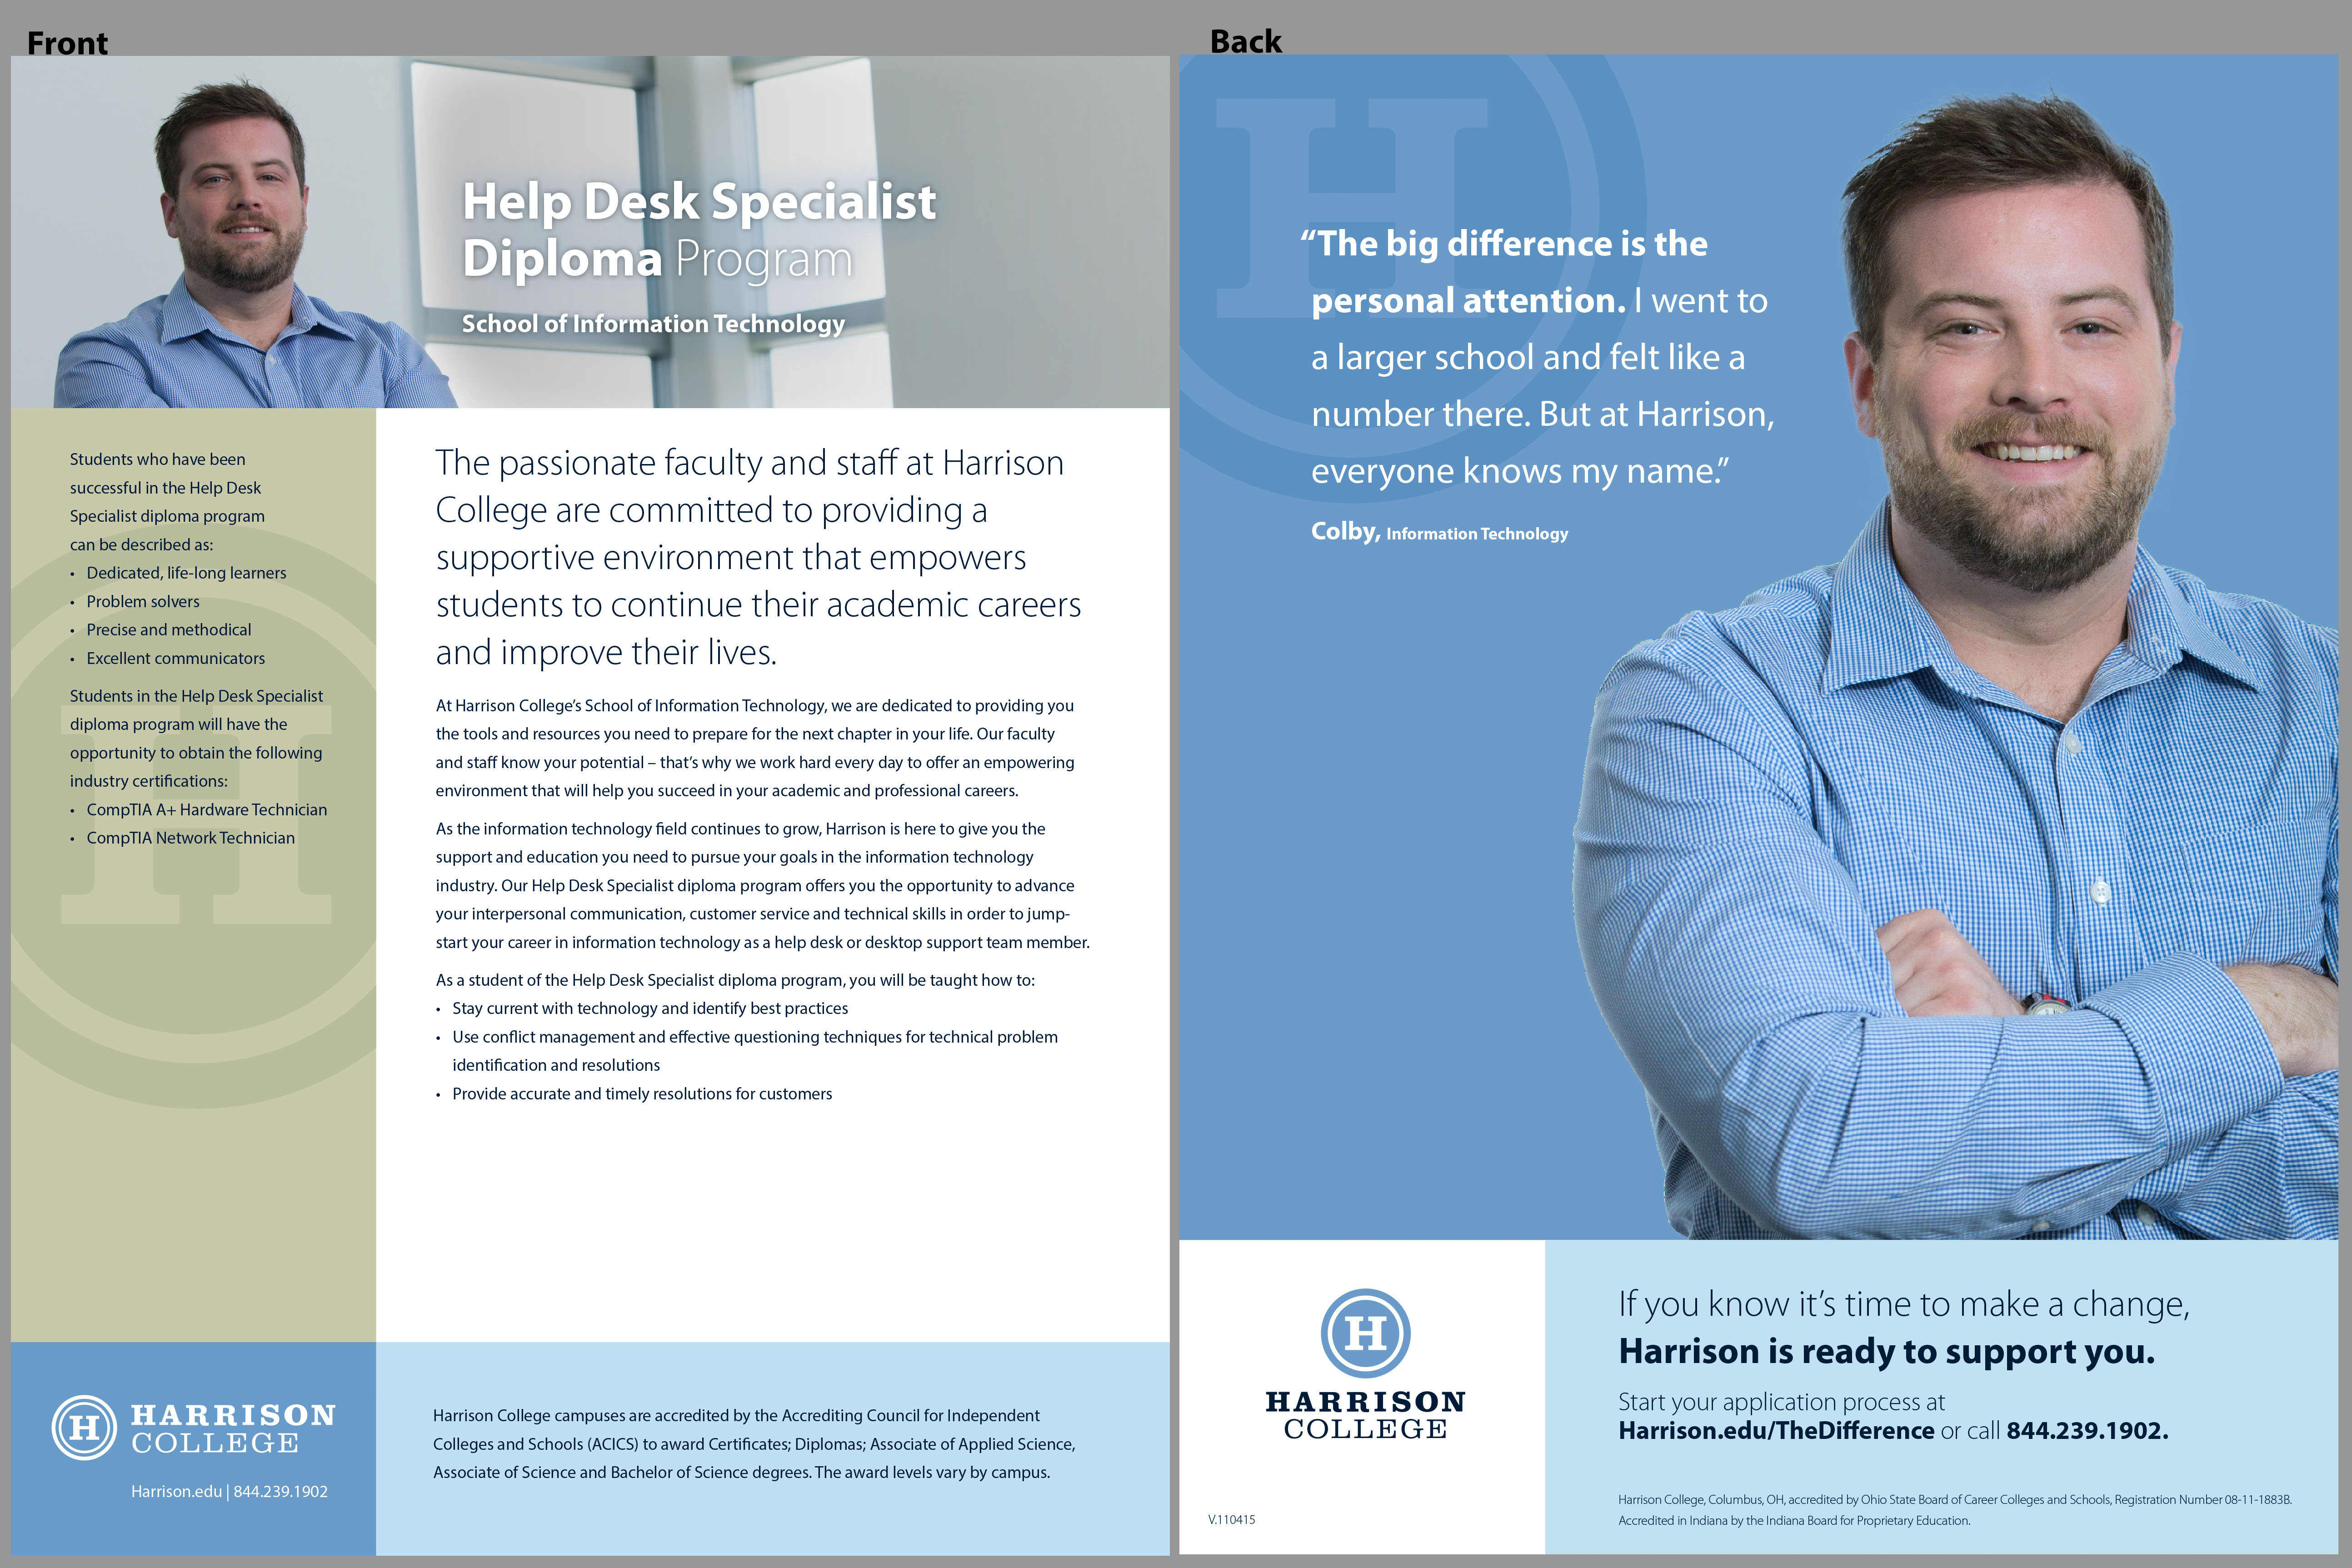 Front
Help Desk Specialist
Diploma Program
School of Information Technology
Students who have been
successful in the Help Desk
Specialist diploma program
can be described as:
• Dedicated, life-long learners
• Problem solvers
• Precise and methodical
• Excellent communicators
Students in the Help Desk Specialist
diploma program will have the
opportunity to obtain the following
industry certifications:
• CompTIA A+ Hardware Technician
• CompTIA Network Technician
H
The passionate faculty and staff at Harrison
College are committed to providing a
supportive environment that empowers
students to continue their academic careers
and improve their lives.
At Harrison College’s School of Information Technology, we are dedicated to providing you
the tools and resources you need to prepare for the next chapter in your life. Our faculty
and staff know your potential – that’s why we work hard every day to offer an empowering
environment that will help you succeed in your academic and professional careers.
As the information technology field continues to grow, Harrison is here to give you the
support and education you need to pursue your goals in the information technology
industry. Our Help Desk Specialist diploma program offers you the opportunity to advance
your interpersonal communication, customer service and technical skills in order to jump-
start your career in information technology as a help desk or desktop support team member.
As a student of the Help Desk Specialist diploma program, you will be taught how to:
• Stay current with technology and identify best practices
• Use conflict management and effective questioning techniques for technical problem
identification and resolutions
• Provide accurate and timely resolutions for customers
H
HARRISON
COLLEGE
Harrison.edu | 844.239.1902
Harrison College campuses are accredited by the Accrediting Council for Independent
Colleges and Schools (ACICS) to award Certificates; Diplomas; Associate of Applied Science,
Associate of Science and Bachelor of Science degrees. The award levels vary by campus.
Back
H
“The big difference is the
personal attention. I went to
a larger school and felt like a
number there. But at Harrison,
everyone knows my name.”
Colby, Information Technology
H
HARRISON
COLLEGE
V.110415
If you know it’s time to make a change,
Harrison is ready to support you.
Start your application process at
Harrison.edu/TheDifference or call 844.239.1902.
Harrison College, Columbus, OH, accredited by Ohio State Board of Career Colleges and Schools, Registration Number 08-11-1883B.
Accredited in Indiana by the Indiana Board for Proprietary Education.